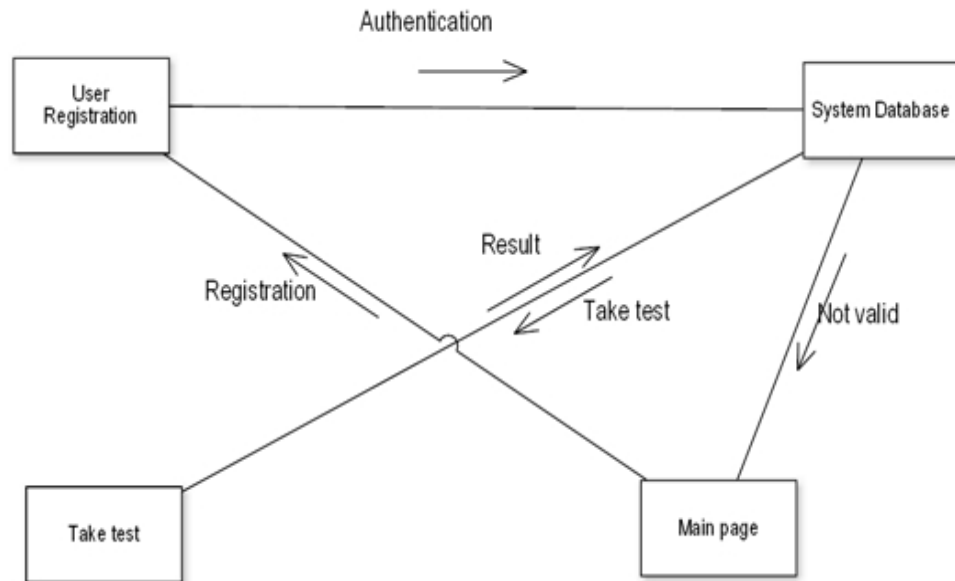 Authentication
User
Registration
System Database
Result
Registration
Take test
Not valid
Take test
Main page